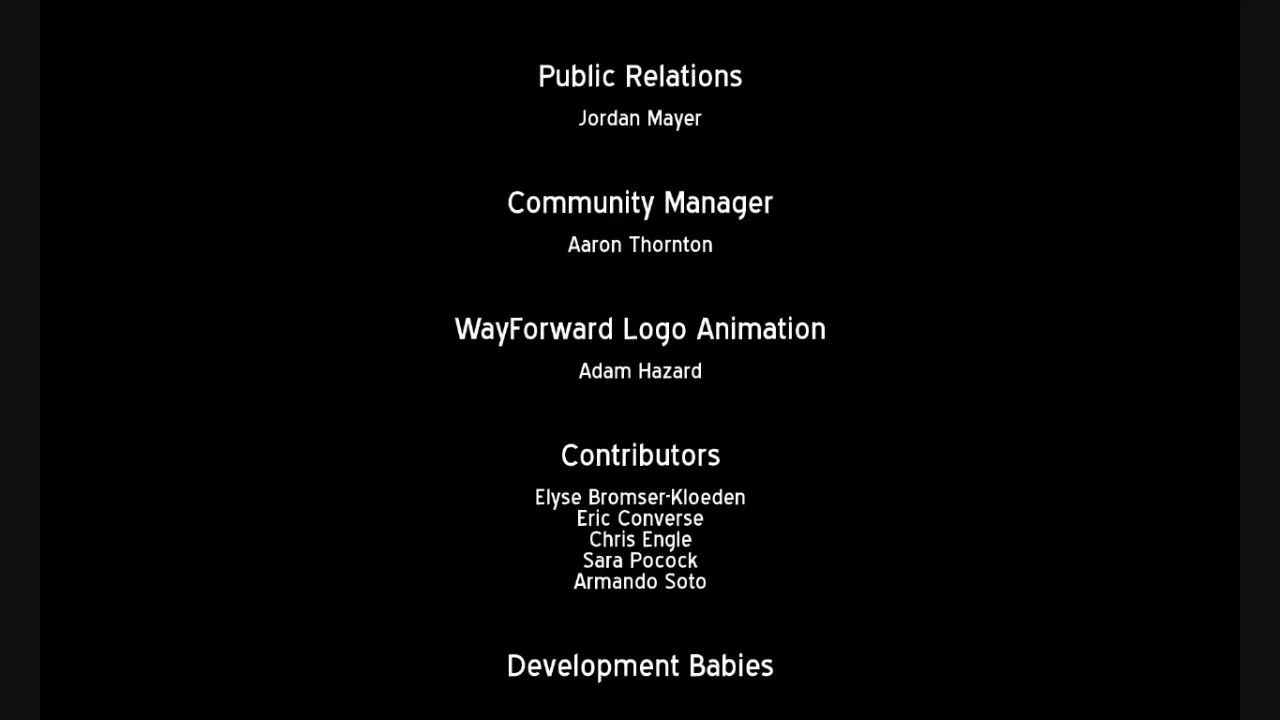 Public Relations
Jordan Mayer
Community Manager
Aaron Thornton
WayForward Logo Animation
Adam Hazard
Contributors
Elyse Bromser-Kloeden
Eric Converse
Chris Engle
Sara Pocock
Armando Soto
Development Babies